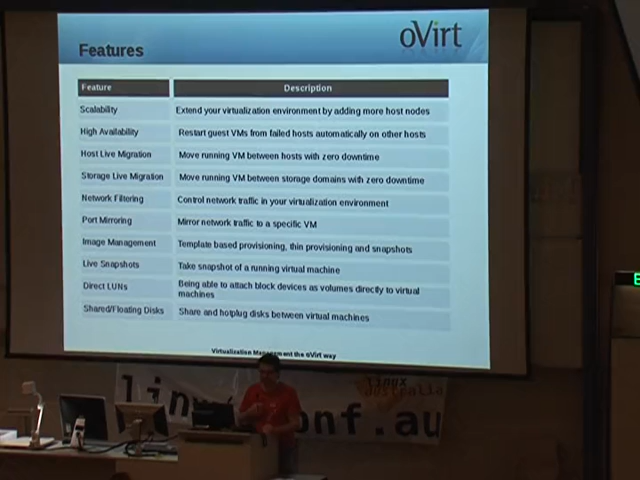 Features
oVirt
Feature Description
Scalability Extend your virtualization environment by adding more host nodes
High Availability Restart guest VMs from failed hosts automatically on other hosts
Host Live Migration Move running VM between hosts with zero downtime
Storage Live Migration Move running VM between storage domains with zero downtime
Network Filtering Control network traffic in your virtualization environment
Port Mirroring Mirror network traffic to a specific VM
Image Management Template based provisioning, thin provisioning and snapshots
Live Snapshots Take snapshot of a running virtual machine
Direct LUNs Being able to attach block devices as volumes directly to virtual
machines
Shared/Floating Disks Share and hotplug disks between virtual machines
Virtualization Management the oVirt way
linux
australia
onf.au